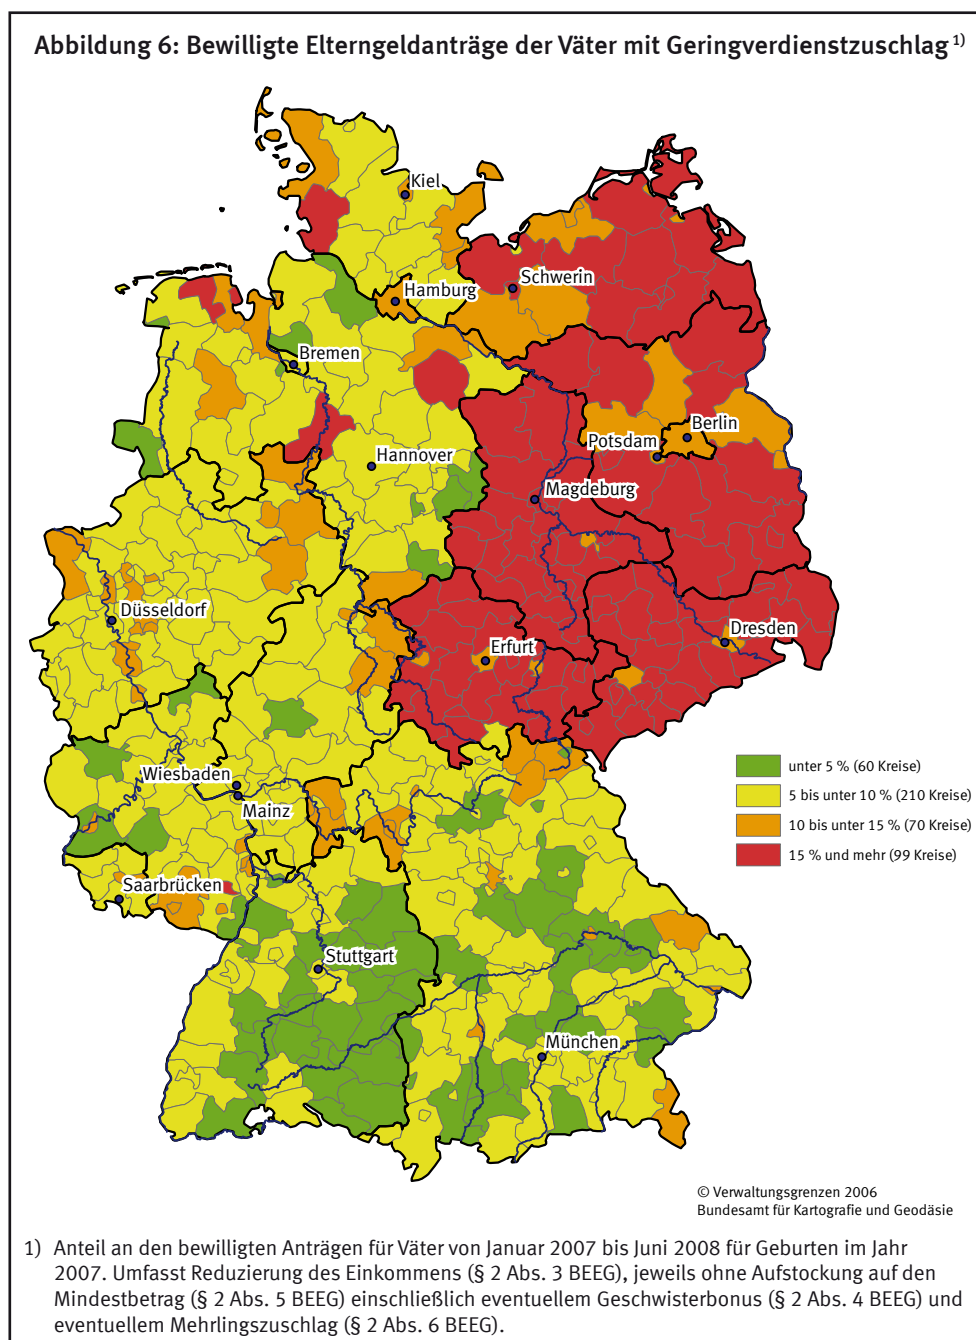 Abbildung 6: Bewilligte Elterngeldanträge der Väter mit Geringverdienstzuschlag 1)
Kiel
Schwerin
Hamburg
Bremen
Berlin
Potsdam
Hannover
Magdeburg
Düsseldorf
Dresden
Erfurt
Wiesbaden
Mainz
Saarbrücken
Stuttgart
München
unter 5 % (60 Kreise)
5 bis unter 10 % (210 Kreise)
10 bis unter 15 % (70 Kreise)
15 % und mehr (99 Kreise)
© Verwaltungsgrenzen 2006
Bundesamt für Kartografie und Geodäsie
1) Anteil an den bewilligten Anträgen für Väter von Januar 2007 bis Juni 2008 für Geburten im Jahr
2007. Umfasst Reduzierung des Einkommens (§ 2 Abs. 3 BEEG), jeweils ohne Aufstockung auf den
Mindestbetrag (§ 2 Abs. 5 BEEG) einschließlich eventuellem Geschwisterbonus (§ 2 Abs. 4 BEEG) und
eventuellem Mehrlingszuschlag (§ 2 Abs. 6 BEEG).